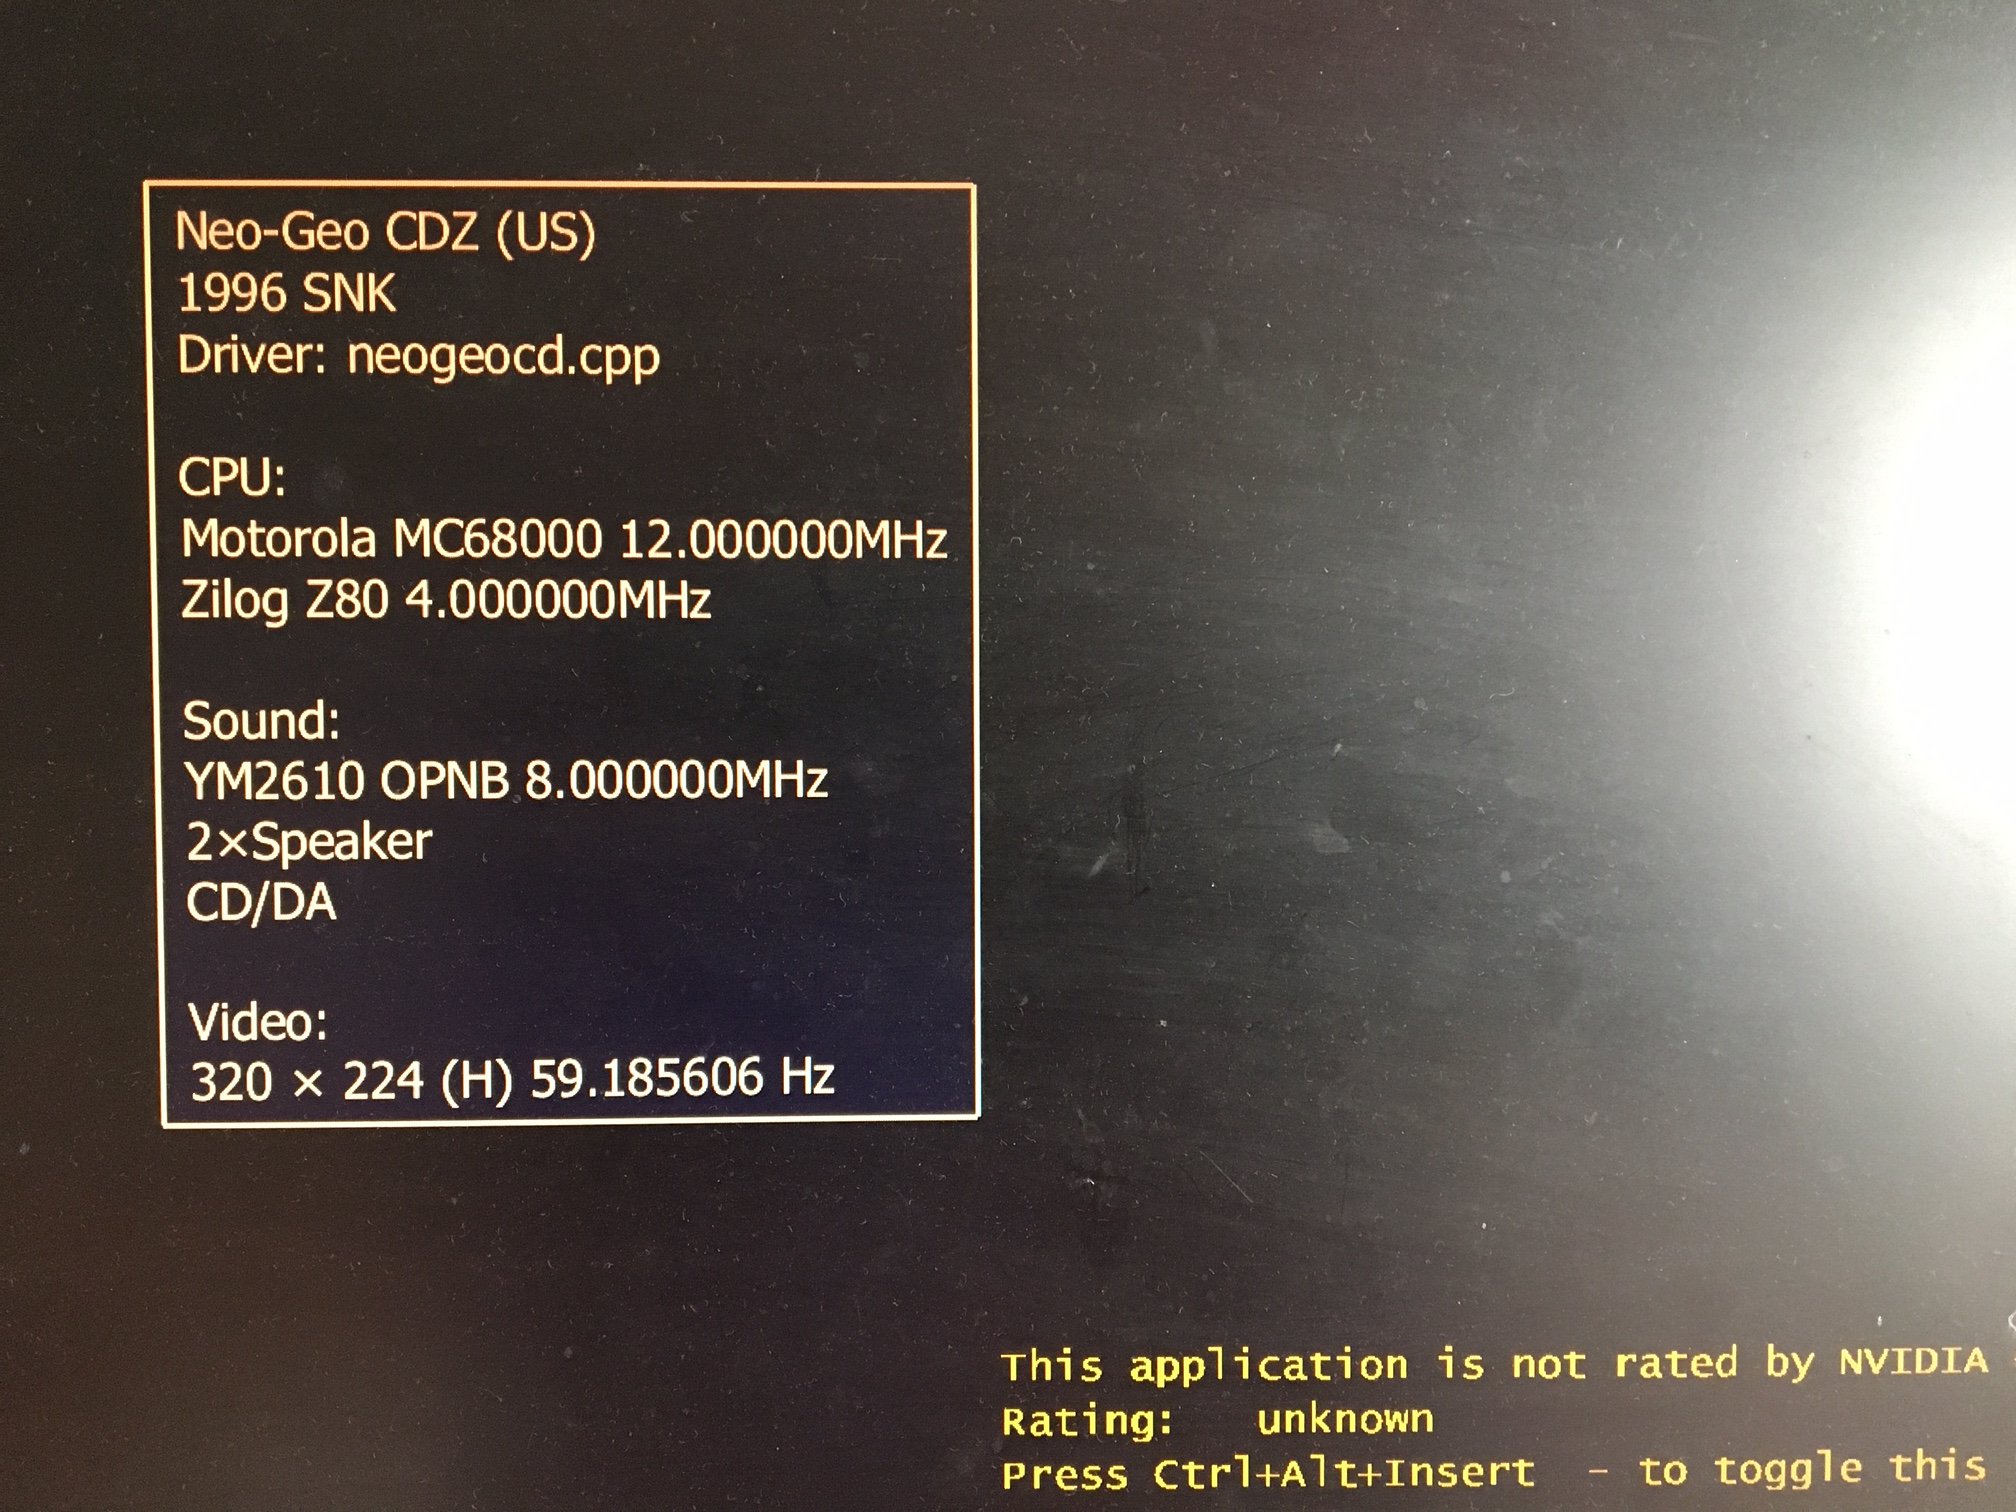 Neo-Geo CDZ (US)
1996 SNK
Driver: neogeocd.cpp
CPU:
Motorola MC68000 12.000000MHz
Zilog Z80 4.000000MHz
Sound:
YM2610 OPNB 8.000000MHz
2×Speaker
CD/DA
Video:
320 × 224 (H) 59.185606 Hz
This application is not rated by NVIDIA
Rating: unknown
Press Ctrl+Alt+Insert - to toggle this